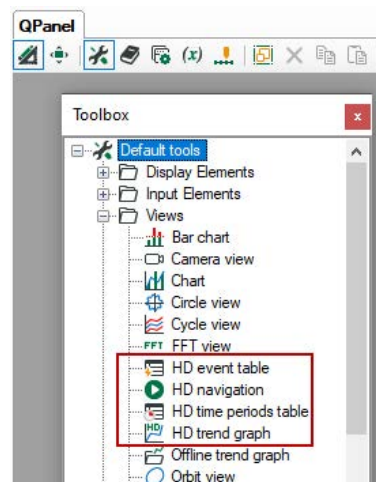 QPanel
(x)
Toolbox
x
Default tools
Display Elements
Input Elements
Views
Bar chart
Camera view
Chart
Circle view
Cycle view
FFT FFT view
HD event table
HD navigation
HD time periods table
HD HD trend graph
Offline trend graph
Orbit view